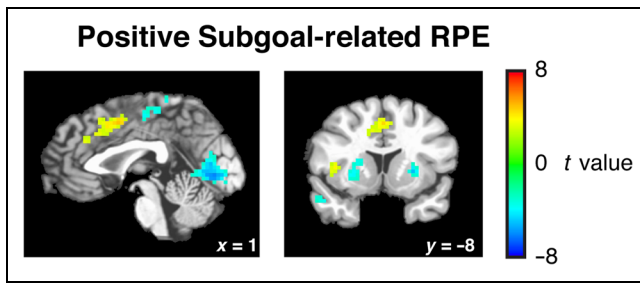 Positive Subgoal-related RPE
x = 1
y = –8
8
0
–8
t value